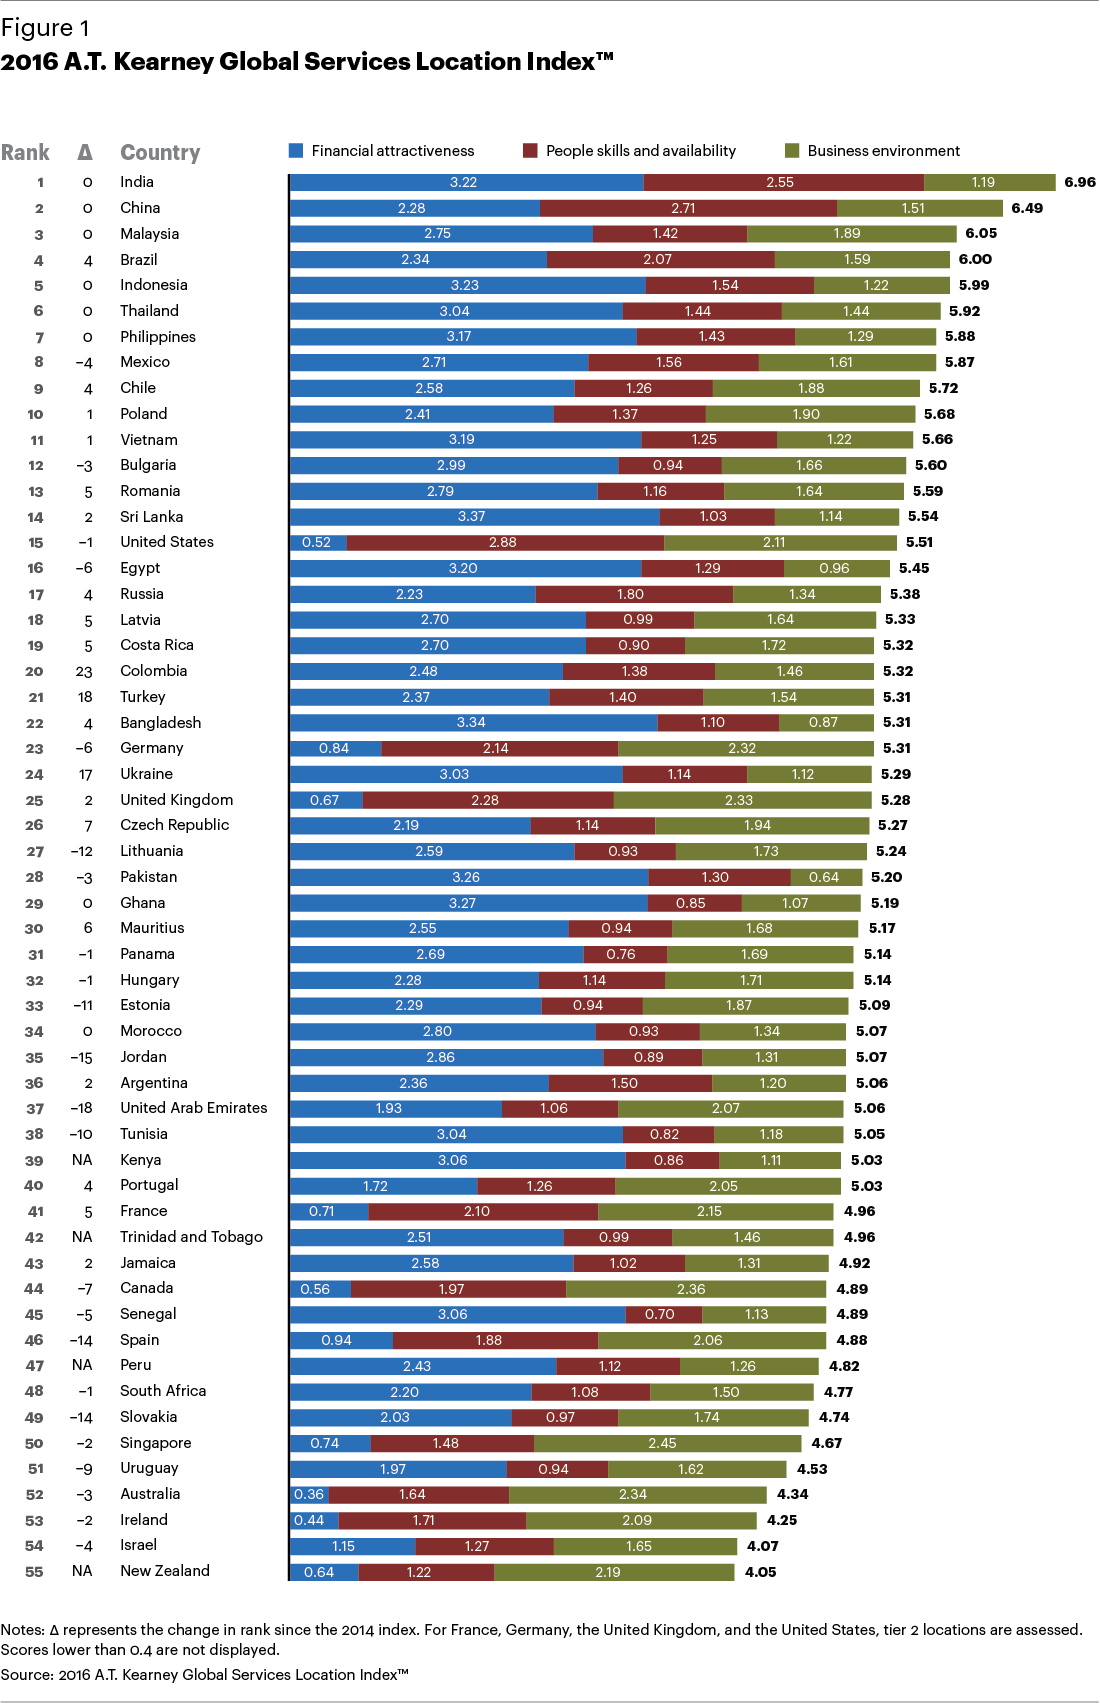 Figure 1
2016 A.T. Kearney Global Services Location Index™
Rank Δ Country Financial attractiveness People skills and availability Business environment
1 0 India 3.22 2.55 1.19 6.96
2 0 China 2.28 2.71 1.51 6.49
3 0 Malaysia 2.75 1.42 1.89 6.05
4 4 Brazil 2.34 2.07 1.59 6.00
5 0 Indonesia 3.23 1.54 1.22 5.99
6 0 Thailand 3.04 1.44 1.44 5.92
7 0 Philippines 3.17 1.43 1.29 5.88
8 –4 Mexico 2.71 1.56 1.61 5.87
9 4 Chile 2.58 1.26 1.88 5.72
10 1 Poland 2.41 1.37 1.90 5.68
11 1 Vietnam 3.19 1.25 1.22 5.66
12 –3 Bulgaria 2.99 0.94 1.66 5.60
13 5 Romania 2.79 1.16 1.64 5.59
14 2 Sri Lanka 3.37 1.03 1.14 5.54
15 –1 United States 0.52 2.88 2.11 5.51
16 –6 Egypt 3.20 1.29 0.96 5.45
17 4 Russia 2.23 1.80 1.34 5.38
18 5 Latvia 2.70 0.99 1.64 5.33
19 5 Costa Rica 2.70 0.90 1.72 5.32
20 23 Colombia 2.48 1.38 1.46 5.32
21 18 Turkey 2.37 1.40 1.54 5.31
22 4 Bangladesh 3.34 1.10 0.87 5.31
23 –6 Germany 0.84 2.14 2.32 5.31
24 17 Ukraine 3.03 1.14 1.12 5.29
25 2 United Kingdom 0.67 2.28 2.33 5.28
26 7 Czech Republic 2.19 1.14 1.94 5.27
27 –12 Lithuania 2.59 0.93 1.73 5.24
28 –3 Pakistan 3.26 1.30 0.64 5.20
29 0 Ghana 3.27 0.85 1.07 5.19
30 6 Mauritius 2.55 0.94 1.68 5.17
31 –1 Panama 2.69 0.76 1.69 5.14
32 –1 Hungary 2.28 1.14 1.71 5.14
33 –11 Estonia 2.29 0.94 1.87 5.09
34 0 Morocco 2.80 0.93 1.34 5.07
35 –15 Jordan 2.86 0.89 1.31 5.07
36 2 Argentina 2.36 1.50 1.20 5.06
37 –18 United Arab Emirates 1.93 1.06 2.07 5.06
38 –10 Tunisia 3.04 0.82 1.18 5.05
39 NA Kenya 3.06 0.86 1.11 5.03
40 4 Portugal 1.72 1.26 2.05 5.03
41 5 France 0.71 2.10 2.15 4.96
42 NA Trinidad and Tobago 2.51 0.99 1.46 4.96
43 2 Jamaica 2.58 1.02 1.31 4.92
44 –7 Canada 0.56 1.97 2.36 4.89
45 –5 Senegal 3.06 0.70 1.13 4.89
46 –14 Spain 0.94 1.88 2.06 4.88
47 NA Peru 2.43 1.12 1.26 4.82
48 –1 South Africa 2.20 1.08 1.50 4.77
49 –14 Slovakia 2.03 0.97 1.74 4.74
50 –2 Singapore 0.74 1.48 2.45 4.67
51 –9 Uruguay 1.97 0.94 1.62 4.53
52 –3 Australia 0.36 1.64 2.34 4.34
53 –2 Ireland 0.44 1.71 2.09 4.25
54 –4 Israel 1.15 1.27 1.65 4.07
55 NA New Zealand 0.64 1.22 2.19 4.05
Notes: Δ represents the change in rank since the 2014 index. For France, Germany, the United Kingdom, and the United States, tier 2 locations are assessed.
Scores lower than 0.4 are not displayed.
Source: 2016 A.T. Kearney Global Services Location Index™